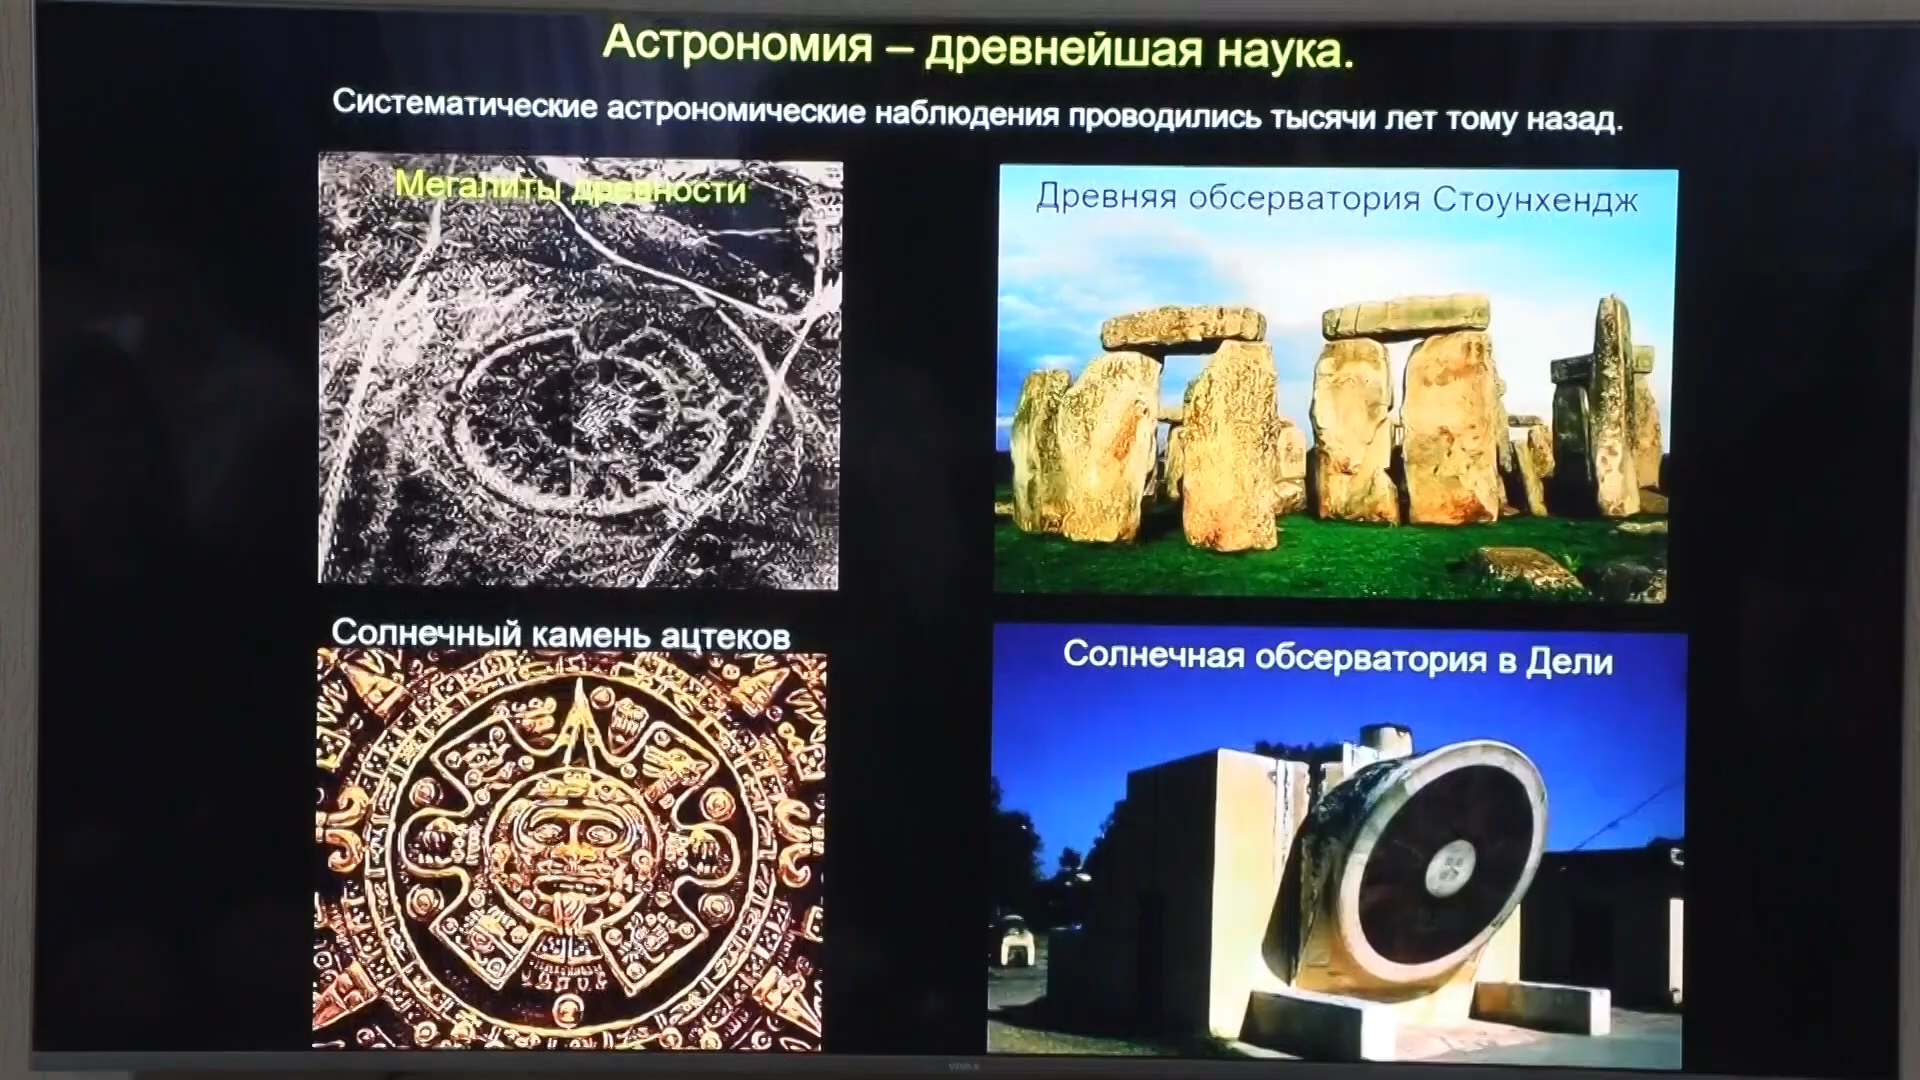 Астрономия – древнейшая наука.
Систематические астрономические наблюдения проводились тысячи лет тому назад.
Мегалиты древности
Древняя обсерватория Стоунхендж
Солнечный камень ацтеков
Солнечная обсерватория в Дели